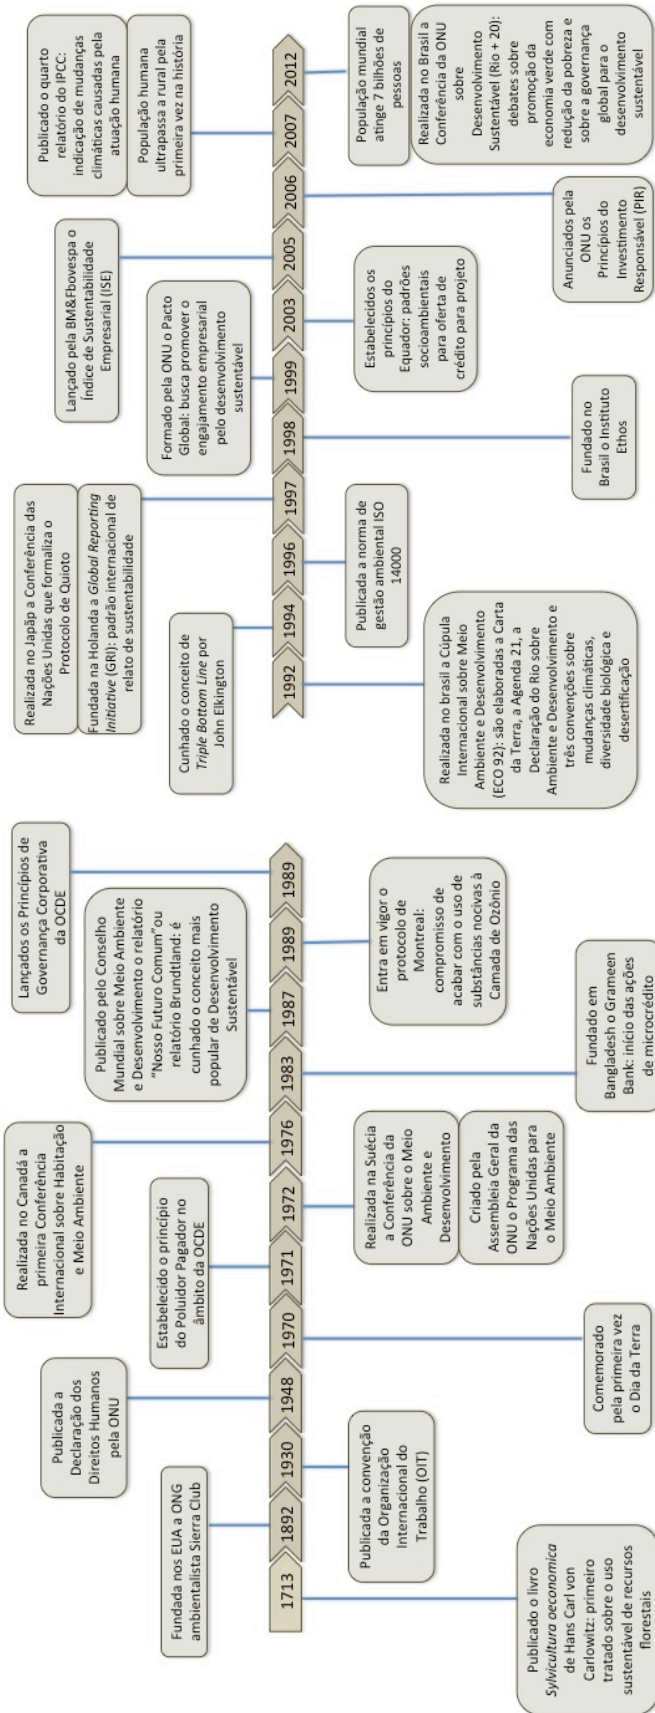 1713
Publicado o livro
Sylvicultura oeconomica
de Hans Carl von
Carlowitz: primeiro
tratado sobre o uso
sustentável de recursos
florestais
1892
Fundada nos EUA a ONG
ambientalista Sierra Club
1930
Publicada a convenção
da Organização
Internacional do
Trabalho (OIT)
1948
Publicada a
Declaração dos
Direitos Humanos
pela ONU
1970
Comemorado
pela primeira vez
o Dia da Terra
1971
Estabelecido o princípio
do Poluidor Pagador no
âmbito da OCDE
1972
Realizada na Suécia
a Conferência da
ONU sobre o Meio
Ambiente e
Desenvolvimento
Criado pela
Assembleia Geral da
ONU o Programa das
Nações Unidas para
o Meio Ambiente
1976
Realizada no Canadá a
primeira Conferência
Internacional sobre Habitação
e Meio Ambiente
1983
Fundado em
Bangladesh o Grameen
Bank: início das ações
de microcrédito
1987
Publicado pelo Conselho
Mundial sobre Meio Ambiente
e Desenvolvimento o relatório
“Nosso Futuro Comum”ou
relatório Brundtland: é
cunhado o conceito mais
popular de Desenvolvimento
Sustentável
1989
Entra em vigor o
protocolo de
Montreal:
compromisso de
acabar com o uso de
substâncias nocivas à
Camada de Ozônio
1989
Lançados os Princípios de
Governança Corporativa
da OCDE
1992
Realizada no brasil a Cúpula
Internacional sobre Meio
Ambiente e Desenvolvimento
(ECO 92): são elaboradas a Carta
da Terra, a Agenda 21, a
Declaração do Rio sobre
Ambiente e Desenvolvimento e
três convenções sobre
mudanças climáticas,
diversidade biológica e
desertificação
1994
Cunhado o conceito de
Triple Bottom Line por
John Elkington
1996
Publicada a norma de
gestão ambiental ISO
14000
1997
Realizada no Japãp a Conferência das
Nações Unidas que formaliza o
Protocolo de Quioto
Fundada na Holanda a Global Reporting
Initiative (GRI): padrão internacional de
relato de sustentabilidade
1998
Fundado no
Brasil o Instituto
Ethos
1999
Formado pela ONU o Pacto
Global: busca promover o
engajamento empresarial
pelo desenvolvimento
sustentável
2003
Estabelecidos os
princípios do
Equador: padrões
socioambientais
para oferta de
crédito para projeto
2005
Lançado pela BM&Fbovespa o
Índice de Sustentabilidade
Empresarial (ISE)
2006
Anunciados pela
ONU os
Princípios do
Investimento
Responsável (PIR)
2007
Publicado o quarto
relatório do IPCC:
indicação de mudanças
climáticas causadas pela
atuação humana
População humana
ultrapassa a rural pela
primeira vez na história
2012
População mundial
atinge 7 bilhões de
pessoas
Realizada no Brasil a
Conferência da ONU
sobre
Desenvolvimento
Sustentável (Rio + 20):
debates sobre
promoção da
economia verde com
redução da pobreza e
sobre a governança
global para o
desenvolvimento
sustentável